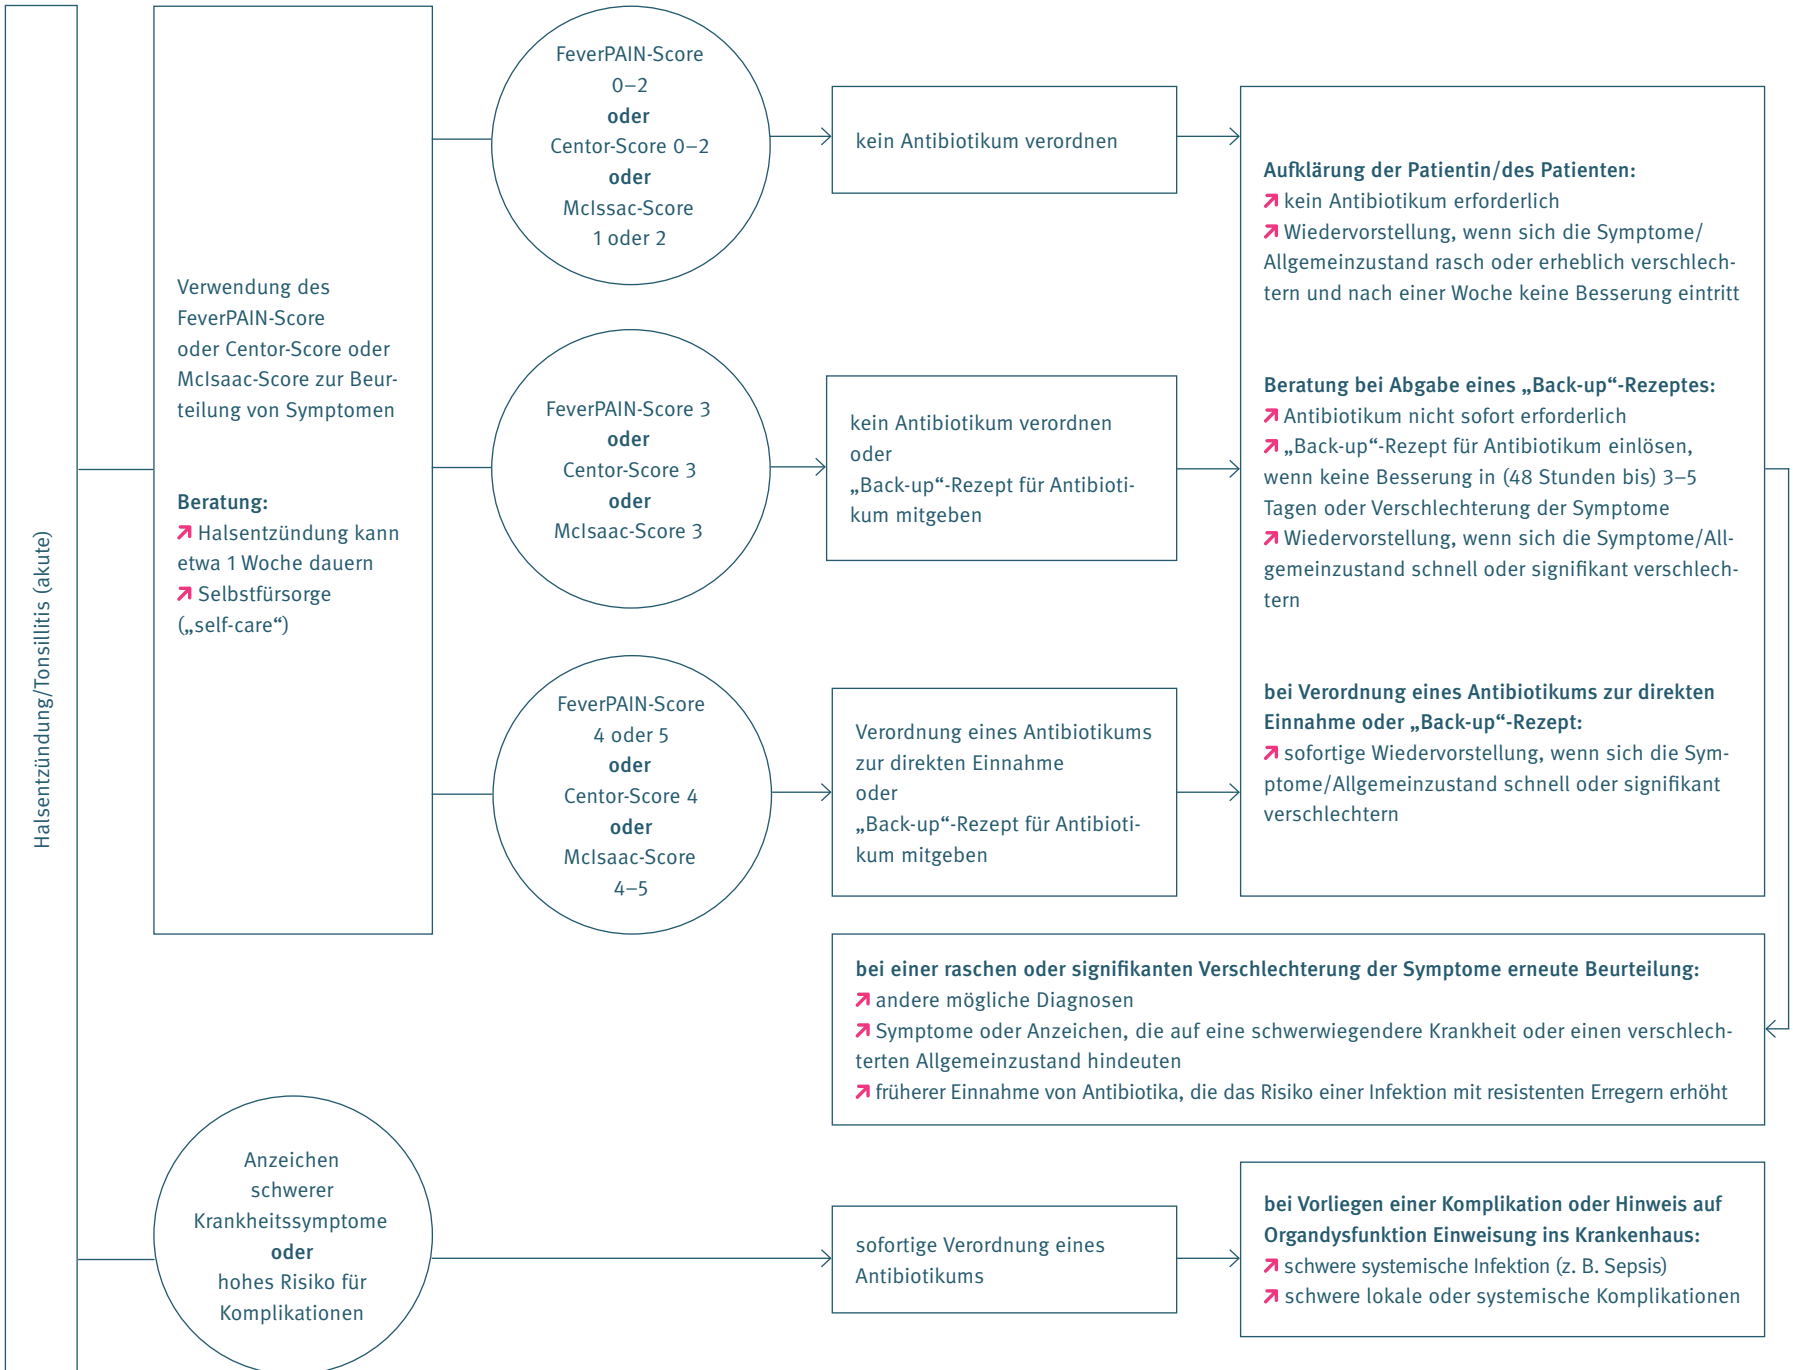 Halsentzündung/Tonsillitis (akute)
Verwendung des
FeverPAIN-Score
oder Centor-Score oder
McIsaac-Score zur Beur-
teilung von Symptomen
Beratung:
↗ Halsentzündung kann
etwa 1 Woche dauern
↗ Selbstfürsorge
(„self-care“)
FeverPAIN-Score
0–2
oder
Centor-Score 0–2
oder
McIssac-Score
1 oder 2
kein Antibiotikum verordnen
FeverPAIN-Score 3
oder
Centor-Score 3
oder
McIsaac-Score 3
kein Antibiotikum verordnen
oder
„Back-up“-Rezept für Antibioti-
kum mitgeben
FeverPAIN-Score
4 oder 5
oder
Centor-Score 4
oder
McIsaac-Score
4–5
Verordnung eines Antibiotikums
zur direkten Einnahme
oder
„Back-up“-Rezept für Antibioti-
kum mitgeben
Aufklärung der Patientin/des Patienten:
↗ kein Antibiotikum erforderlich
↗ Wiedervorstellung, wenn sich die Symptome/
Allgemeinzustand rasch oder erheblich verschlech-
tern und nach einer Woche keine Besserung eintritt
Beratung bei Abgabe eines „Back-up“-Rezeptes:
↗ Antibiotikum nicht sofort erforderlich
↗ „Back-up“-Rezept für Antibiotikum einlösen,
wenn keine Besserung in (48 Stunden bis) 3–5
Tagen oder Verschlechterung der Symptome
↗ Wiedervorstellung, wenn sich die Symptome/All-
gemeinzustand schnell oder signifikant verschlech-
tern
bei Verordnung eines Antibiotikums zur direkten
Einnahme oder „Back-up“-Rezept:
↗ sofortige Wiedervorstellung, wenn sich die Sym-
ptome/Allgemeinzustand schnell oder signifikant
verschlechtern
bei einer raschen oder signifikanten Verschlechterung der Symptome erneute Beurteilung:
↗ andere mögliche Diagnosen
↗ Symptome oder Anzeichen, die auf eine schwerwiegendere Krankheit oder einen verschlech-
terten Allgemeinzustand hindeuten
↗ früherer Einnahme von Antibiotika, die das Risiko einer Infektion mit resistenten Erregern erhöht
Anzeichen
schwerer
Krankheitssymptome
oder
hohes Risiko für
Komplikationen
sofortige Verordnung eines
Antibiotikums
bei Vorliegen einer Komplikation oder Hinweis auf
Organdysfunktion Einweisung ins Krankenhaus:
↗ schwere systemische Infektion (z. B. Sepsis)
↗ schwere lokale oder systemische Komplikationen